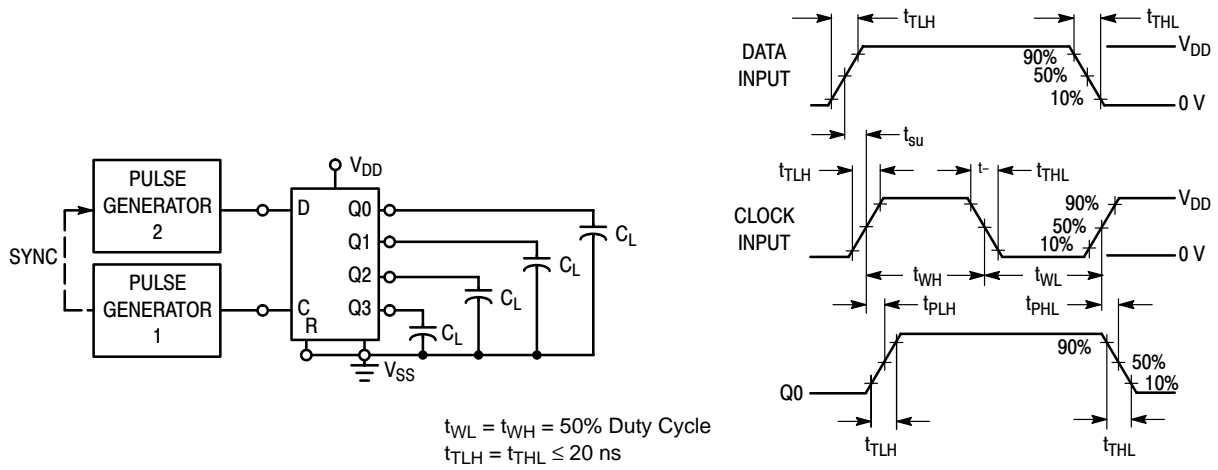 PULSE
GENERATOR
2
SYNC
PULSE
GENERATOR
1
V_DD
D
C
R
Q0
Q1
Q2
Q3
C_L
C_L
C_L
C_L
V_SS
t_WL = t_WH = 50% Duty Cycle
t_TLH = t_THL ≤ 20 ns
t_TLH
t_THL
DATA
INPUT
90%
50%
10%
V_DD
0 V
t_su
t_TLH
t–
t_THL
CLOCK
INPUT
90%
50%
10%
V_DD
0 V
t_WH
t_WL
t_PLH
t_PHL
Q0
90%
50%
10%
t_TLH
t_THL